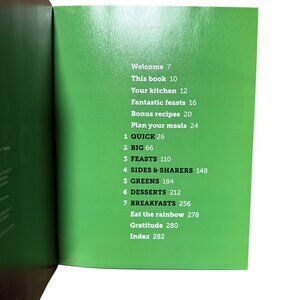 Welcome 7
This book 10
Your kitchen 12
Fantastic feasts 16
Bonus recipes 20
Plan your meals 24
1 QUICK 26
2 BIG 66
3 FEASTS 110
4 SIDES & SHARERS 148
5 GREENS 184
6 DESSERTS 212
7 BREAKFASTS 256
Eat the rainbow 278
Gratitude 280
Index 282